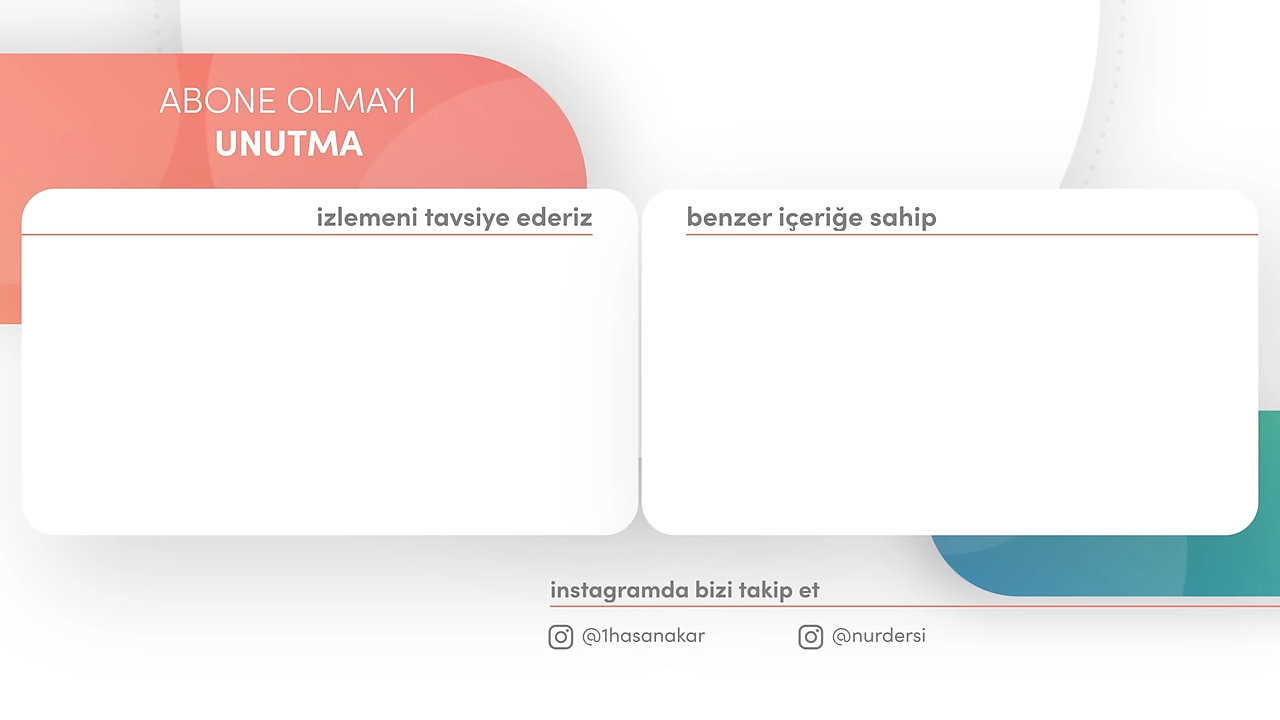 ABONE OLMAYI
UNUTMA
izlemeni tavsiye ederiz
benzer içeriğe sahip
instagramda bizi takip et
@1hasanakar
@nurdersi